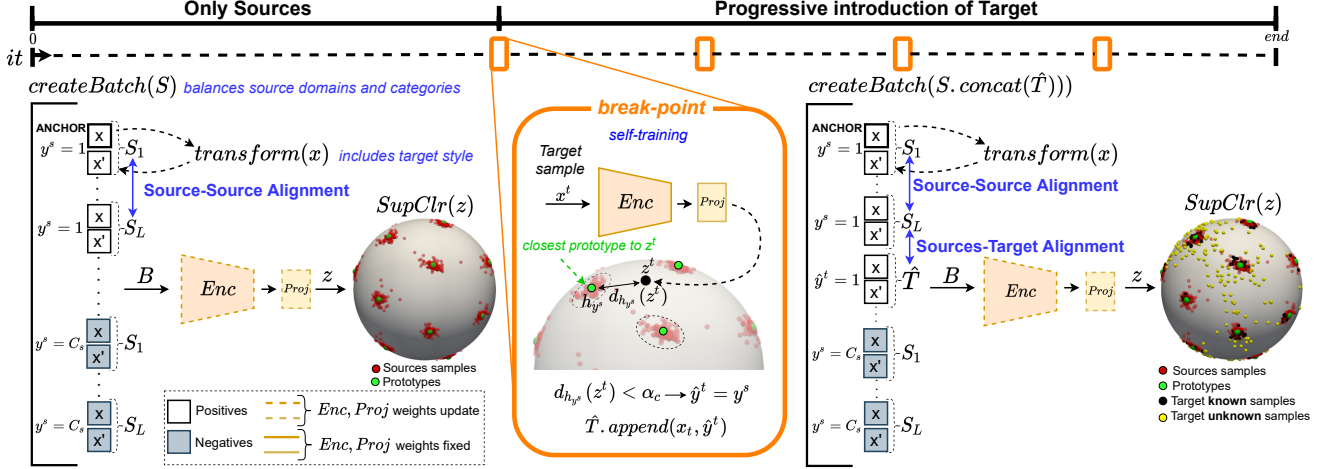 Only Sources
Progressive introduction of Target
0
end
it
createBatch(S) balances source domains and categories
ANCHOR
y^s = 1
x
x'
S_1
transform(x) includes target style
Source-Source Alignment
y^s = 1
x
x'
S_L
B
Enc
Proj
z
SupClr(z)
y^s = C_s
x
x'
S_1
y^s = C_s
x
x'
S_L
Sources samples
Prototypes
Positives
Negatives
Enc, Proj weights update
Enc, Proj weights fixed
break-point
self-training
Target
sample
x^t
Enc
Proj
closest prototype to z^t
z^t
h_{y^s}
d_{h_{y^s}}(z^t)
d_{h_{y^s}}(z^t) < α_c → ŷ^t = y^s
T̂.append(x_t, ŷ^t)
createBatch(S.concat(T̂)))
ANCHOR
y^s = 1
x
x'
S_1
transform(x)
Source-Source Alignment
y^s = 1
x
x'
S_L
Sources-Target Alignment
ŷ^t = 1
x
x'
T̂
B
Enc
Proj
z
SupClr(z)
y^s = C_s
x
x'
S_1
y^s = C_s
x
x'
S_L
Sources samples
Prototypes
Target known samples
Target unknown samples